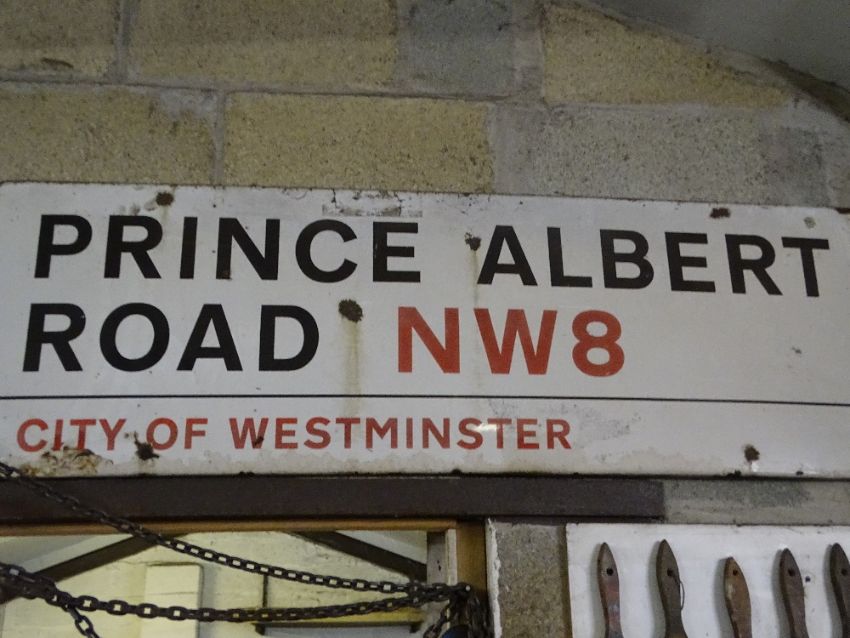 PRINCE ALBERT
ROAD NW8
CITY OF WESTMINSTER